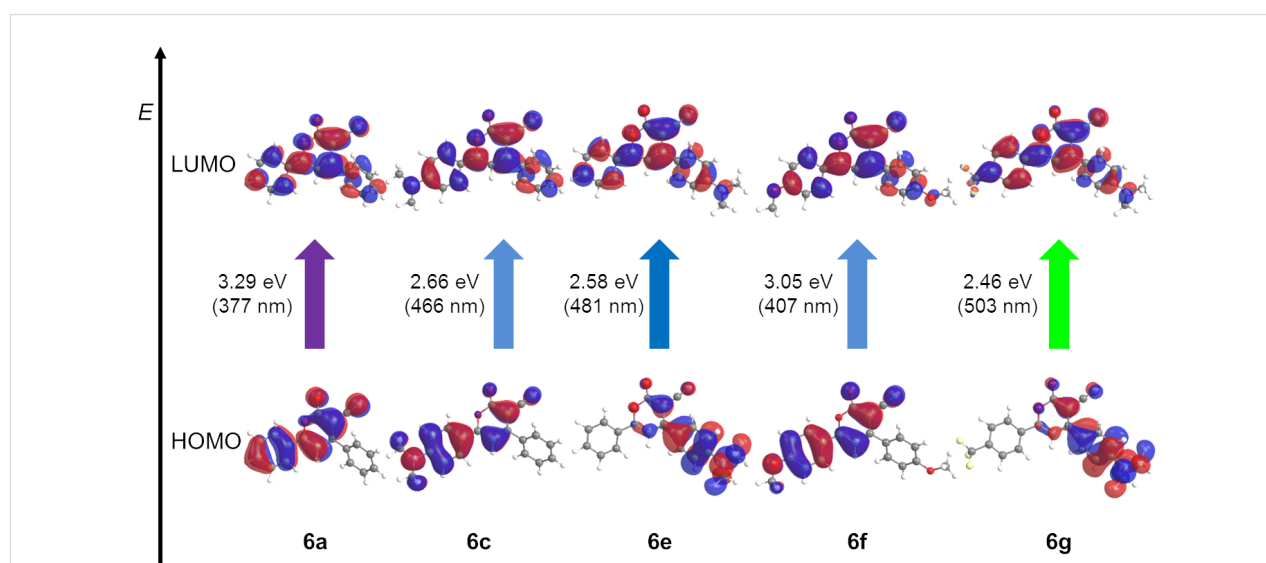 E
LUMO
3.29 eV
(377 nm)
2.66 eV
(466 nm)
2.58 eV
(481 nm)
3.05 eV
(407 nm)
2.46 eV
(503 nm)
HOMO
6a 6c 6e 6f 6g